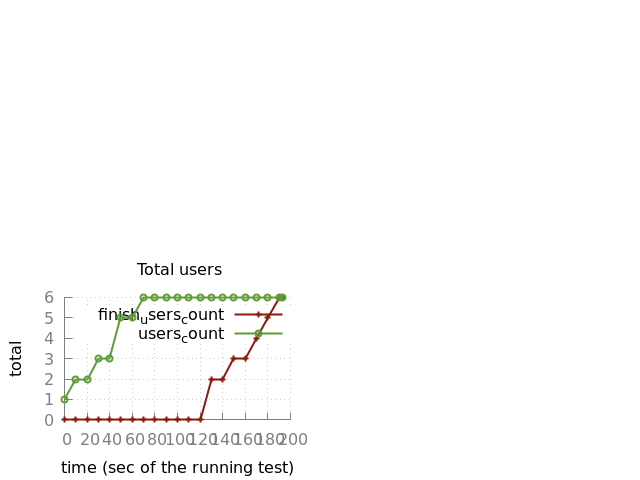 Total users
6
5
4
3
2
1
0
finish_users_count
users_count
total
0 20 40 60 80 100 120 140 160 180 200
time (sec of the running test)